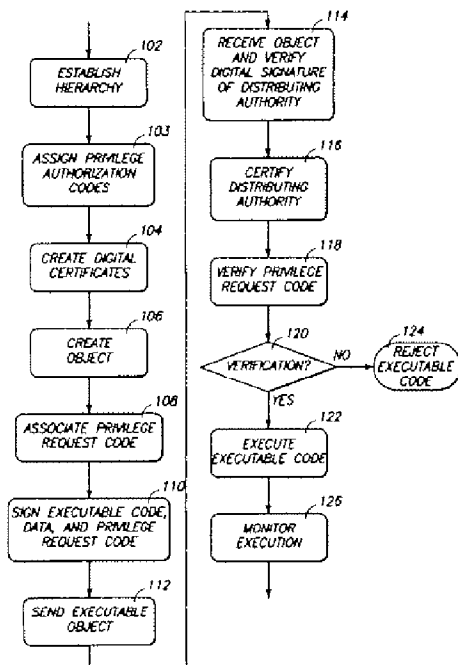 102
ESTABLISH
HIERARCHY
103
ASSIGN PRIVILEGE
AUTHORIZATION
CODES
104
CREATE DIGITAL
CERTIFICATES
106
CREATE
OBJECT
108
ASSOCIATE PRIVILEGE
REQUEST CODE
110
SIGN EXECUTABLE CODE,
DATA, AND PRIVILEGE
REQUEST CODE
112
SEND EXECUTABLE
OBJECT
114
RECEIVE OBJECT
AND VERIFY
DIGITAL SIGNATURE
OF DISTRIBUTING
AUTHORITY
116
CERTIFY
DISTRIBUTING
AUTHORITY
118
VERIFY PRIVILEGE
REQUEST CODE
120
VERIFICATION?
NO
124
REJECT
EXECUTABLE
CODE
YES
122
EXECUTE
EXECUTABLE CODE
126
MONITOR
EXECUTION